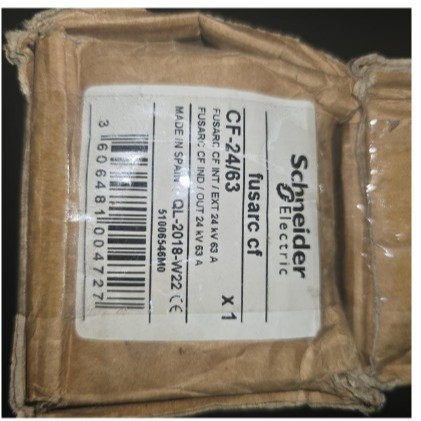 Schneider
Electric
fusarc cf
CF-24/63 x 1
FUSARC CF INT / EXT 24 kV 63 A
FUSARC CF IND / OUT 24 kV 63 A
51006546M0
MADE IN SPAIN QL-2018-W22 CE
3 606481 004727